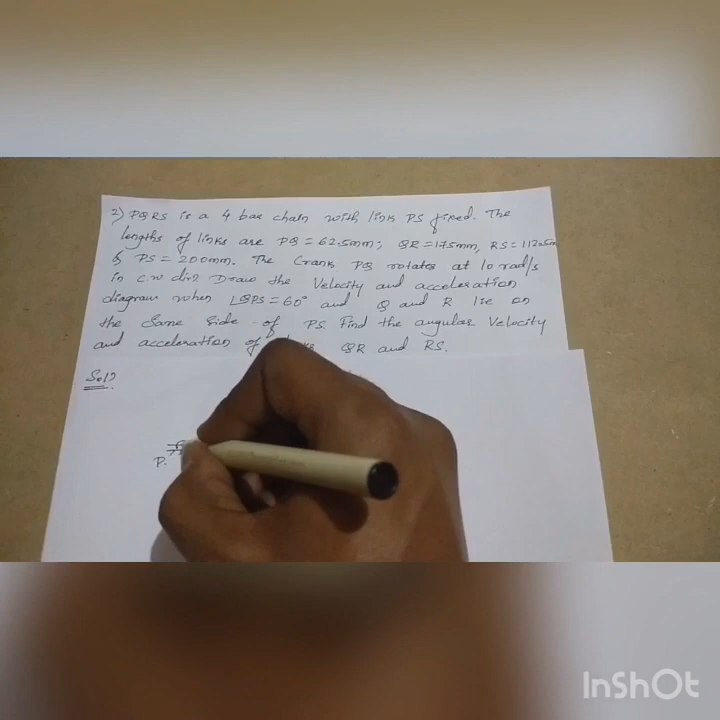 2) PQRS is a 4 bar chain with link PS fixed. The
lengths of links are PQ = 62.5mm; QR = 175mm, RS = 112.5m
& PS = 200mm. The Crank PQ rotates at 10 rad/s
in C.W dirn Draw the Velocity and acceleration
diagram when ∠QPS = 60° and Q and R lie on
the Same Side of PS. Find the angular Velocity
and acceleration of QR and RS.
Soln
P.
InShOt